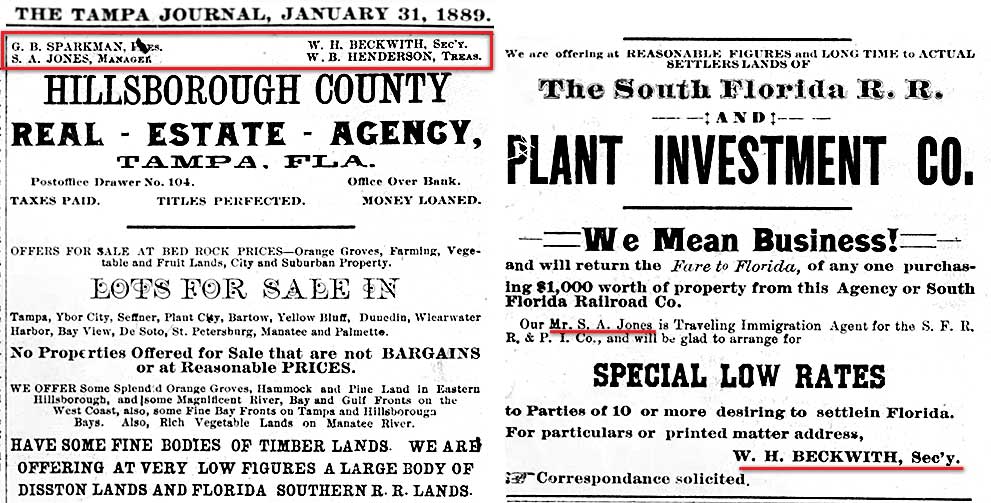 THE TAMPA JOURNAL, JANUARY 31, 1889.
G. B. SPARKMAN, Pres.
W. H. BECKWITH, Sec'y.
S. A. JONES, Manager
W. B. HENDERSON, Treas.
HILLSBOROUGH COUNTY
REAL - ESTATE - AGENCY,
TAMPA, FLA.
Postoffice Drawer No. 104.
Office Over Bank.
TAXES PAID. TITLES PERFECTED. MONEY LOANED.
OFFERS FOR SALE AT BED ROCK PRICES—Orange Groves, Farming, Vege-
table and Fruit Lands, City and Suburban Property.
LOTS FOR SALE IN
Tampa, Ybor City, Seffner, Plant City, Bartow, Yellow Bluff, Dunedin, Wlearwater
Harbor, Bay View, De Soto, St. Petersburg, Manatee and Palmetto.
No Properties Offered for Sale that are not BARGAINS
or at Reasonable PRICES.
WE OFFER Some Splend'd Orange Groves, Hammock and Pine Land in Eastern
Hillsborough, and some Magnificent River, Bay and Gulf Fronts on the
West Coast, also, some Fine Bay Fronts on Tampa and Hillsborough
Bays. Also, Rich Vegetable Lands on Manatee River.
HAVE SOME FINE BODIES OF TIMBER LANDS. WE ARE
OFFERING AT VERY LOW FIGURES A LARGE BODY OF
DISSTON LANDS AND FLORIDA SOUTHERN R. R. LANDS.
We are offering at REASONABLE FIGURES and LONG TIME to ACTUAL
SETTLERS LANDS OF
The South Florida R. R.
AND
PLANT INVESTMENT CO.
We Mean Business!
and will return the Fare to Florida, of any one purchas-
ing $1,000 worth of property from this Agency or South
Florida Railroad Co.
Our Mr. S. A. Jones is Traveling Immigration Agent for the S. F. R.
R. & P. I. Co., and will be glad to arrange for
SPECIAL LOW RATES
to Parties of 10 or more desiring to settlein Florida.
For particulars or printed matter address,
W. H. BECKWITH, Sec'y.
Correspondence solicited.